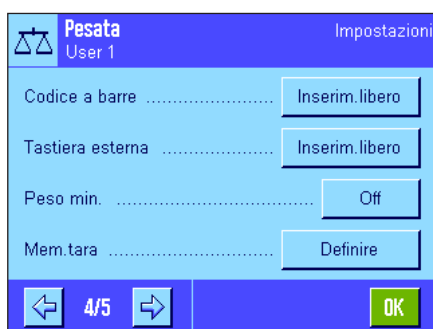 Pesata
Impostazioni
User 1
Codice a barre ........................ Inserim.libero
Tastiera esterna ..................... Inserim.libero
Peso min. ..................................... Off
Mem.tara ............................... Definire
4/5
OK